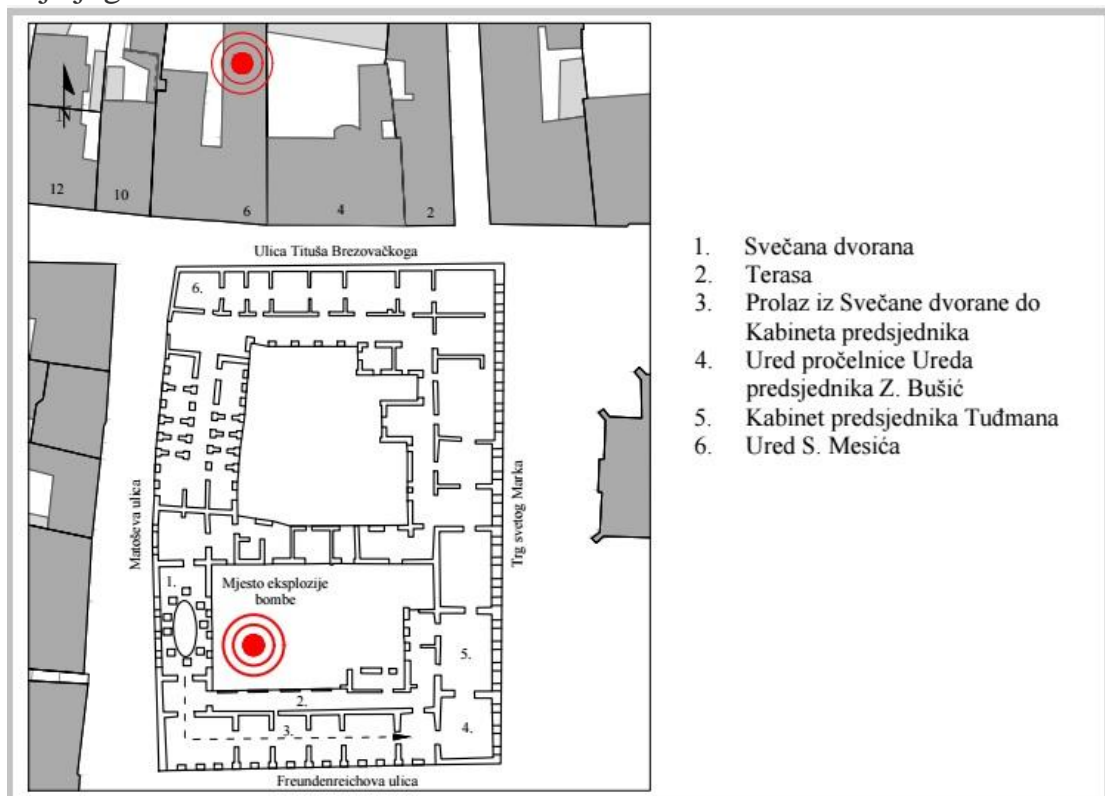 N
12
10
6
4
2
Ulica Tituša Brezovačkoga
6.
Matoševa ulica
Trg svetog Marka
1.
Mjesto eksplozije
bombe
5.
2.
3.
4.
Freundenreichova ulica
1. Svečana dvorana
2. Terasa
3. Prolaz iz Svečane dvorane do
Kabineta predsjednika
4. Ured pročelnice Ureda
predsjednika Z. Bušić
5. Kabinet predsjednika Tuđmana
6. Ured S. Mesića